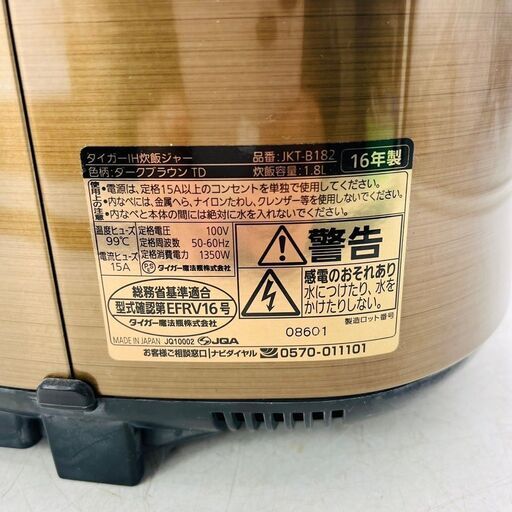 タイガーIH炊飯ジャー 品番:JKT-B182 16年製
色柄:ダークブラウン TD 炊飯容量:1.8L
使用上の注意
•電源は、定格15A以上のコンセントを単独で使用してください。
•内なべには、金属へら、ナイロンたわし、クレンザー等を使用しないでください。
•内なべと本体の間には絶対に水を入れないでください。
温度ヒューズ
99℃
電流ヒューズ
15A
定格電圧: 100V
定格周波数: 50-60Hz
定格消費電力: 1350W
PSE タイガー魔法瓶株式会社
総務省基準適合
型式確認第EFRV16号
タイガー魔法瓶株式会社
MADE IN JAPAN JQ10002 JQA
警告
感電のおそれあり
水につけたり、水を
かけたりしない。
08601
製造ロット番号
お客様ご相談窓口 ナビダイヤル 0570-011101